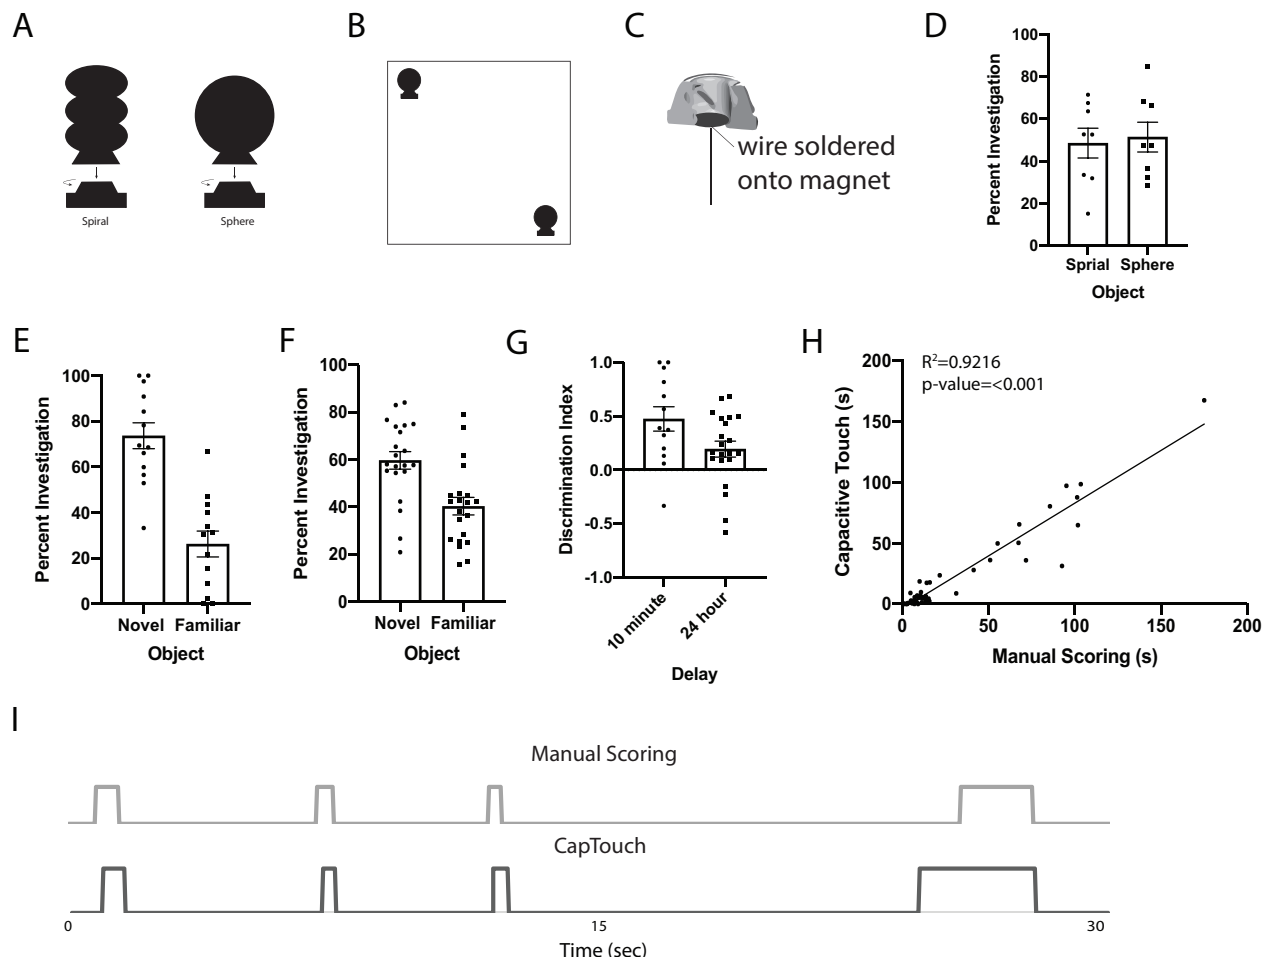 A
Spiral
Sphere
B
C
wire soldered
onto magnet
D
Percent Investigation
100
80
60
40
20
0
Sprial Sphere
Object
E
Percent Investigation
100
80
60
40
20
0
Novel Familiar
Object
F
Percent Investigation
100
80
60
40
20
0
Novel Familiar
Object
G
Discrimination Index
1.0
0.5
0.0
-0.5
-1.0
10 minute
24 hour
Delay
H
R²=0.9216
p-value=<0.001
Capacitive Touch (s)
200
150
100
50
0
0 50 100 150 200
Manual Scoring (s)
I
Manual Scoring
CapTouch
0 15 30
Time (sec)